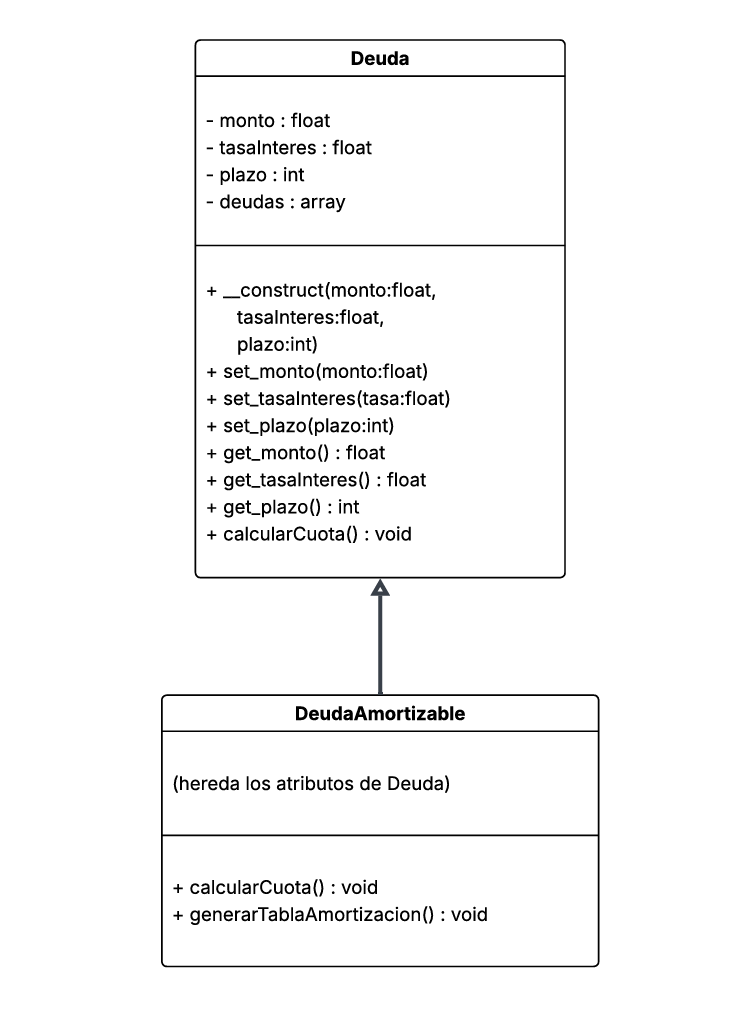 Deuda
- monto : float
- tasaInteres : float
- plazo : int
- deudas : array
+ __construct(monto:float,
tasaInteres:float,
plazo:int)
+ set_monto(monto:float)
+ set_tasaInteres(tasa:float)
+ set_plazo(plazo:int)
+ get_monto() : float
+ get_tasaInteres() : float
+ get_plazo() : int
+ calcularCuota() : void
DeudaAmortizable
(hereda los atributos de Deuda)
+ calcularCuota() : void
+ generarTablaAmortizacion() : void